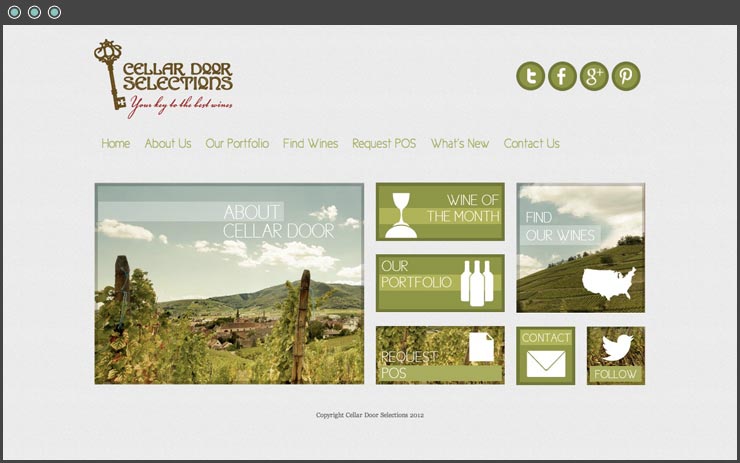 CELLAR DOOR
SELECTIONS
Your key to the best wines
Home About Us Our Portfolio Find Wines Request POS What's New Contact Us
ABOUT
CELLAR DOOR
WINE OF
THE MONTH
OUR
PORTFOLIO
FIND
OUR WINES
REQUEST
POS
CONTACT
FOLLOW
Copyright Cellar Door Selections 2012